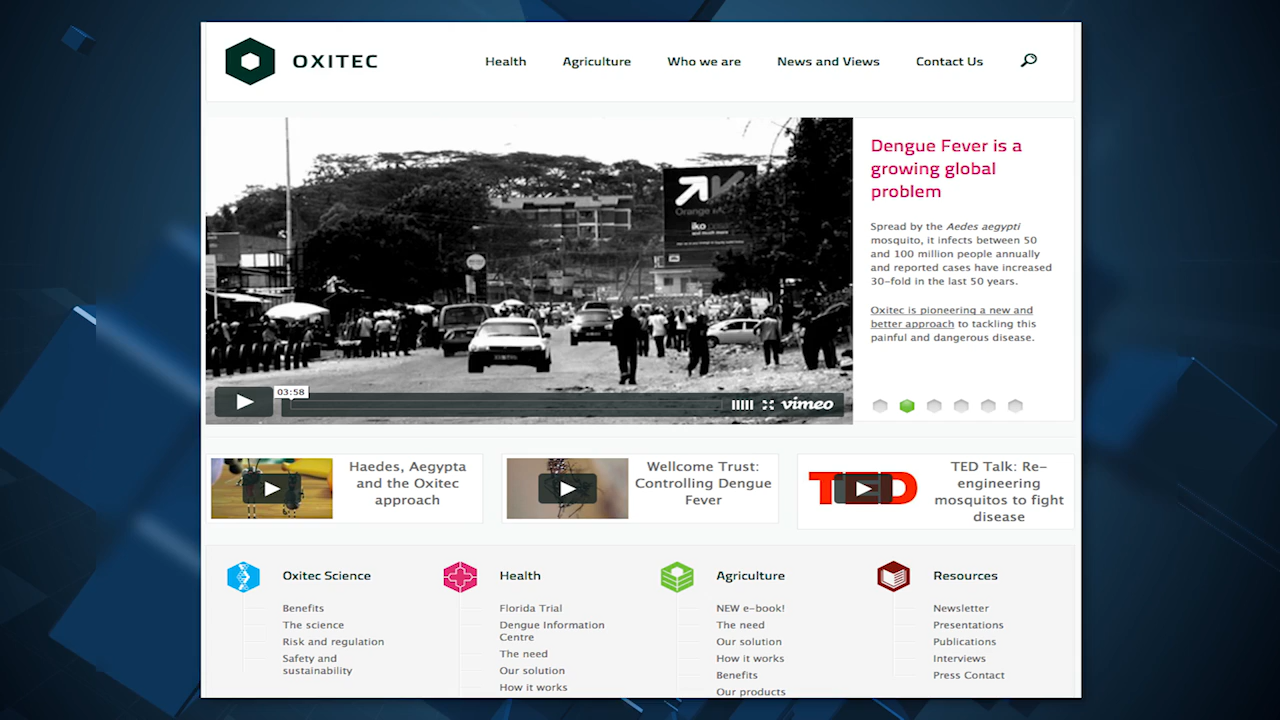 OXITEC
Health
Agriculture
Who we are
News and Views
Contact Us
Dengue Fever is a
growing global
problem
Spread by the Aedes aegypti
mosquito, it infects between 50
and 100 million people annually
and reported cases have increased
30-fold in the last 50 years.
Oxitec is pioneering a new and
better approach to tackling this
painful and dangerous disease.
Orange
iko
and much more
03:58
vimeo
Haedes, Aegypta
and the Oxitec
approach
Wellcome Trust:
Controlling Dengue
Fever
TED
TED Talk: Re-
engineering
mosquitos to fight
disease
Oxitec Science
Benefits
The science
Risk and regulation
Safety and
sustainability
Health
Florida Trial
Dengue Information
Centre
The need
Our solution
How it works
Agriculture
NEW e-book!
The need
Our solution
How it works
Benefits
Our products
Resources
Newsletter
Presentations
Publications
Interviews
Press Contact